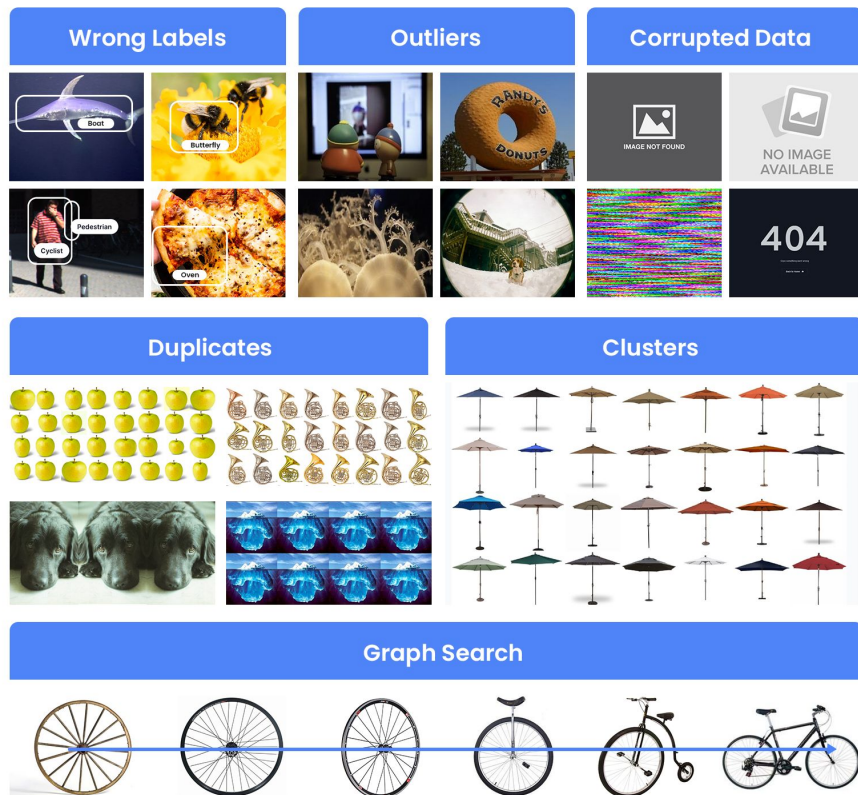 Wrong Labels
Outliers
Corrupted Data
Boat
Butterfly
RANDY'S
DONUTS
IMAGE NOT FOUND
NO IMAGE
AVAILABLE
Pedestrian
Cyclist
Oven
404
Duplicates
Clusters
Graph Search